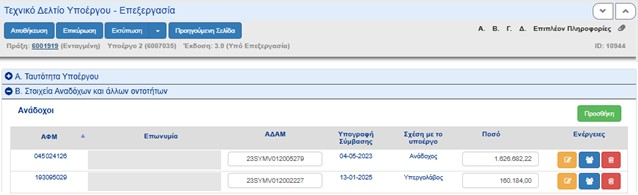 Τεχνικό Δελτίο Υποέργου - Επεξεργασία
Αποθήκευση Επικύρωση Εκτύπωση Προηγούμενη Σελίδα
Α. Β. Γ. Δ. Επιπλέον Πληροφορίες
Πράξη: 6001919 (Ενταγμένη) Υποέργο 2 (6007035) Έκδοση: 3.0 (Υπό Επεξεργασία) ID: 10944
Α. Ταυτότητα Υποέργου
Β. Στοιχεία Αναδόχων και άλλων οντοτήτων
Ανάδοχοι
Προσθήκη
ΑΦΜ Επωνυμία ΑΔΑΜ Υπογραφή Σύμβασης Σχέση με το υποέργο Ποσό Ενέργειες
045024126 23SYMV012005279 04-05-2023 Ανάδοχος 1.626.682,22
193095029 23SYMV012002227 13-01-2025 Υπεργολάβος 160.184,00